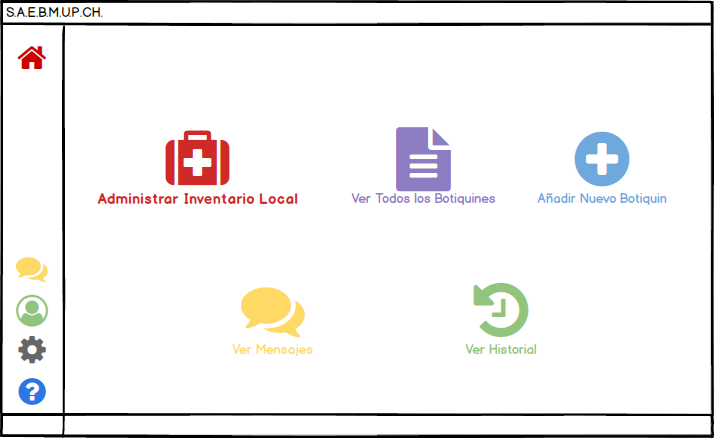 S.A.E.B.M.U.P.CH.
Administrar Inventario Local
Ver Todos los Botiquines
Añadir Nuevo Botiquin
Ver Mensajes
Ver Historial